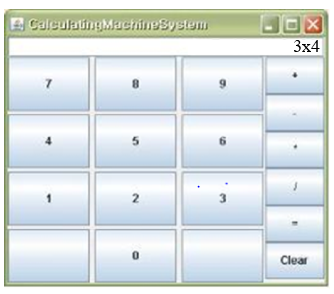 CalculatingMachineSystem
3x4
7 8 9 +
-
4 5 6 *
1 2 3 /
=
0 Clear